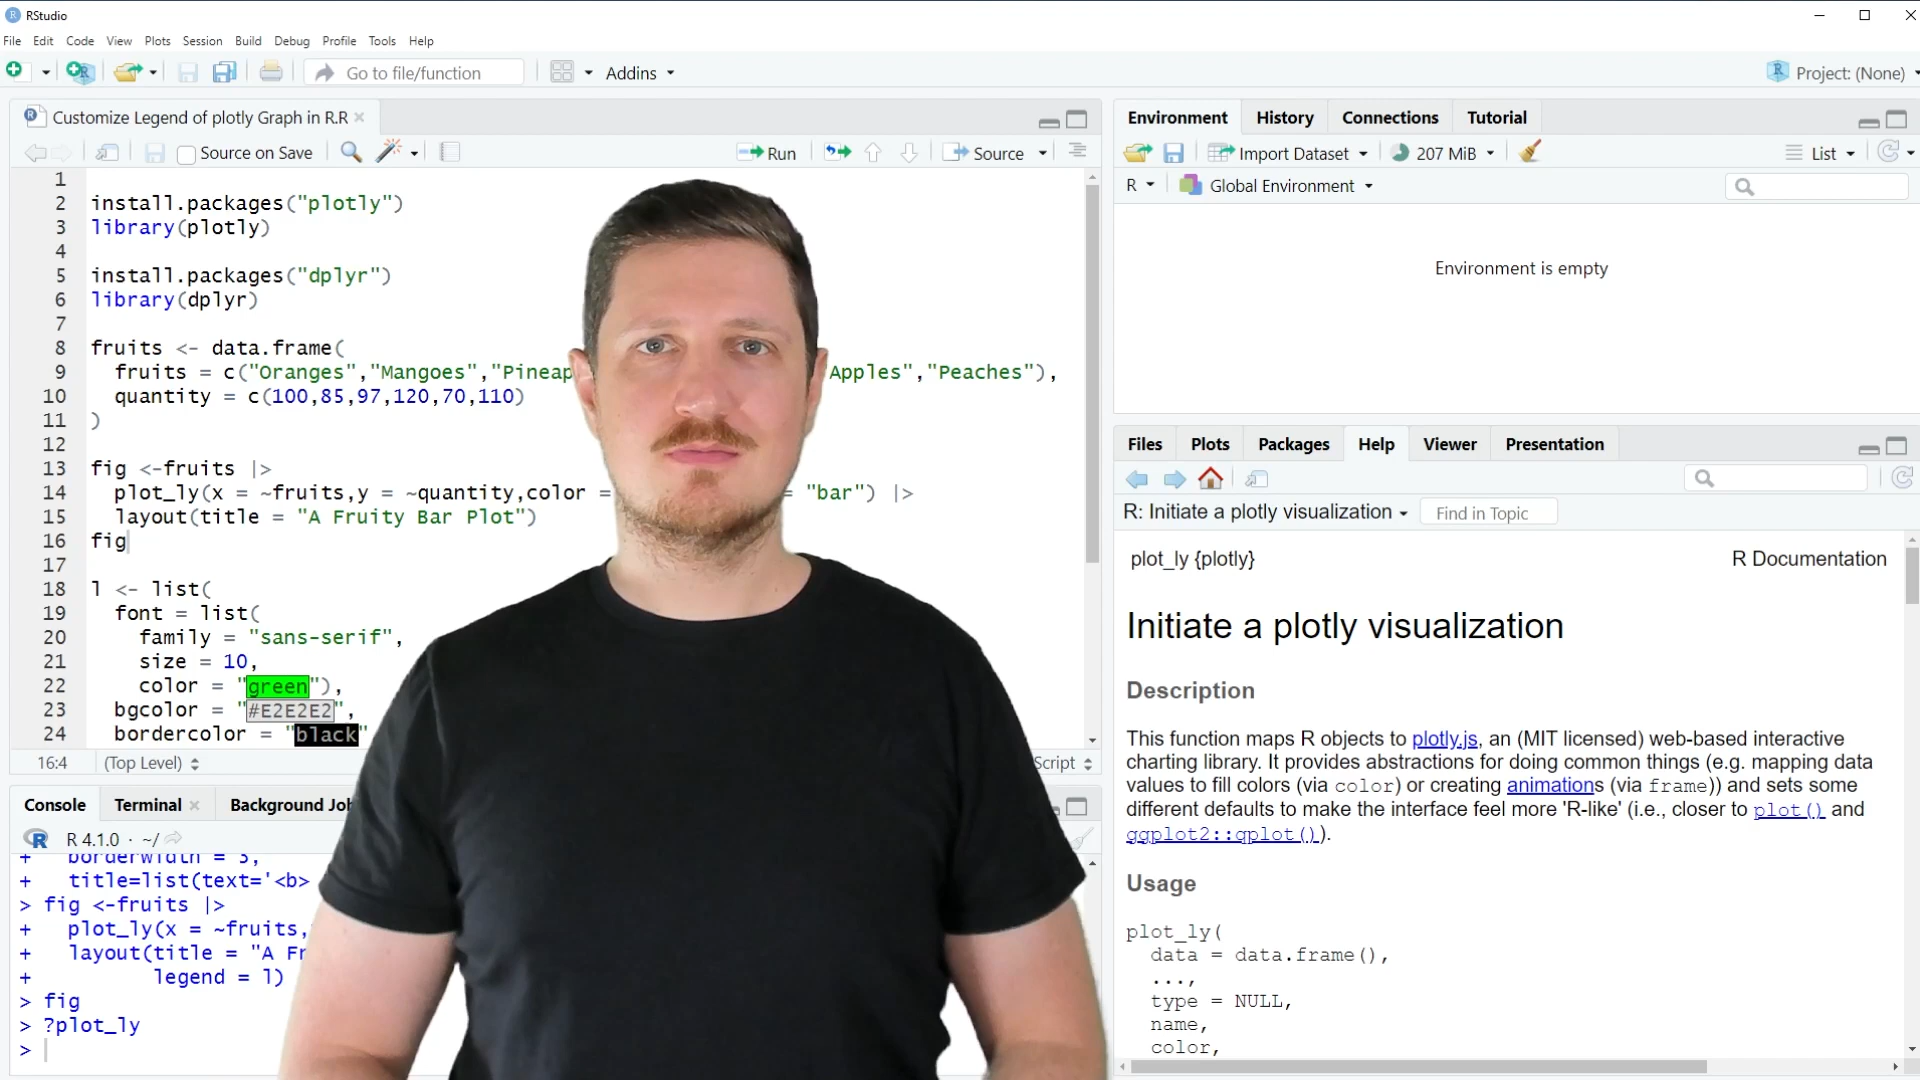 RStudio
File Edit Code View Plots Session Build Debug Profile Tools Help
Go to file/function Addins Project: (None)
Customize Legend of plotly Graph in R.R
Source on Save Run Source
1
2 install.packages("plotly")
3 library(plotly)
4
5 install.packages("dplyr")
6 library(dplyr)
7
8 fruits <- data.frame(
9 fruits = c("Oranges","Mangoes","Pineap Apples","Peaches"),
10 quantity = c(100,85,97,120,70,110)
11 )
12
13 fig <-fruits |>
14 plot_ly(x = ~fruits,y = ~quantity,color = = "bar") |>
15 layout(title = "A Fruity Bar Plot")
16 fig
17
18 l <- list(
19 font = list(
20 family = "sans-serif",
21 size = 10,
22 color = "green"),
23 bgcolor = "#E2E2E2",
24 bordercolor = "black"
16:4 (Top Level) Script
Console Terminal Background Job
R 4.1.0 · ~/
+ borderwidth = 3,
+ title=list(text='<b>
> fig <-fruits |>
+ plot_ly(x = ~fruits,
+ layout(title = "A Fr
+ legend = l)
> fig
> ?plot_ly
>
Environment History Connections Tutorial
Import Dataset 207 MiB List
R Global Environment
Environment is empty
Files Plots Packages Help Viewer Presentation
R: Initiate a plotly visualization Find in Topic
plot_ly {plotly} R Documentation
Initiate a plotly visualization
Description
This function maps R objects to plotly.js, an (MIT licensed) web-based interactive
charting library. It provides abstractions for doing common things (e.g. mapping data
values to fill colors (via color) or creating animations (via frame)) and sets some
different defaults to make the interface feel more 'R-like' (i.e., closer to plot() and
ggplot2::qplot()).
Usage
plot_ly(
data = data.frame(),
...,
type = NULL,
name,
color,